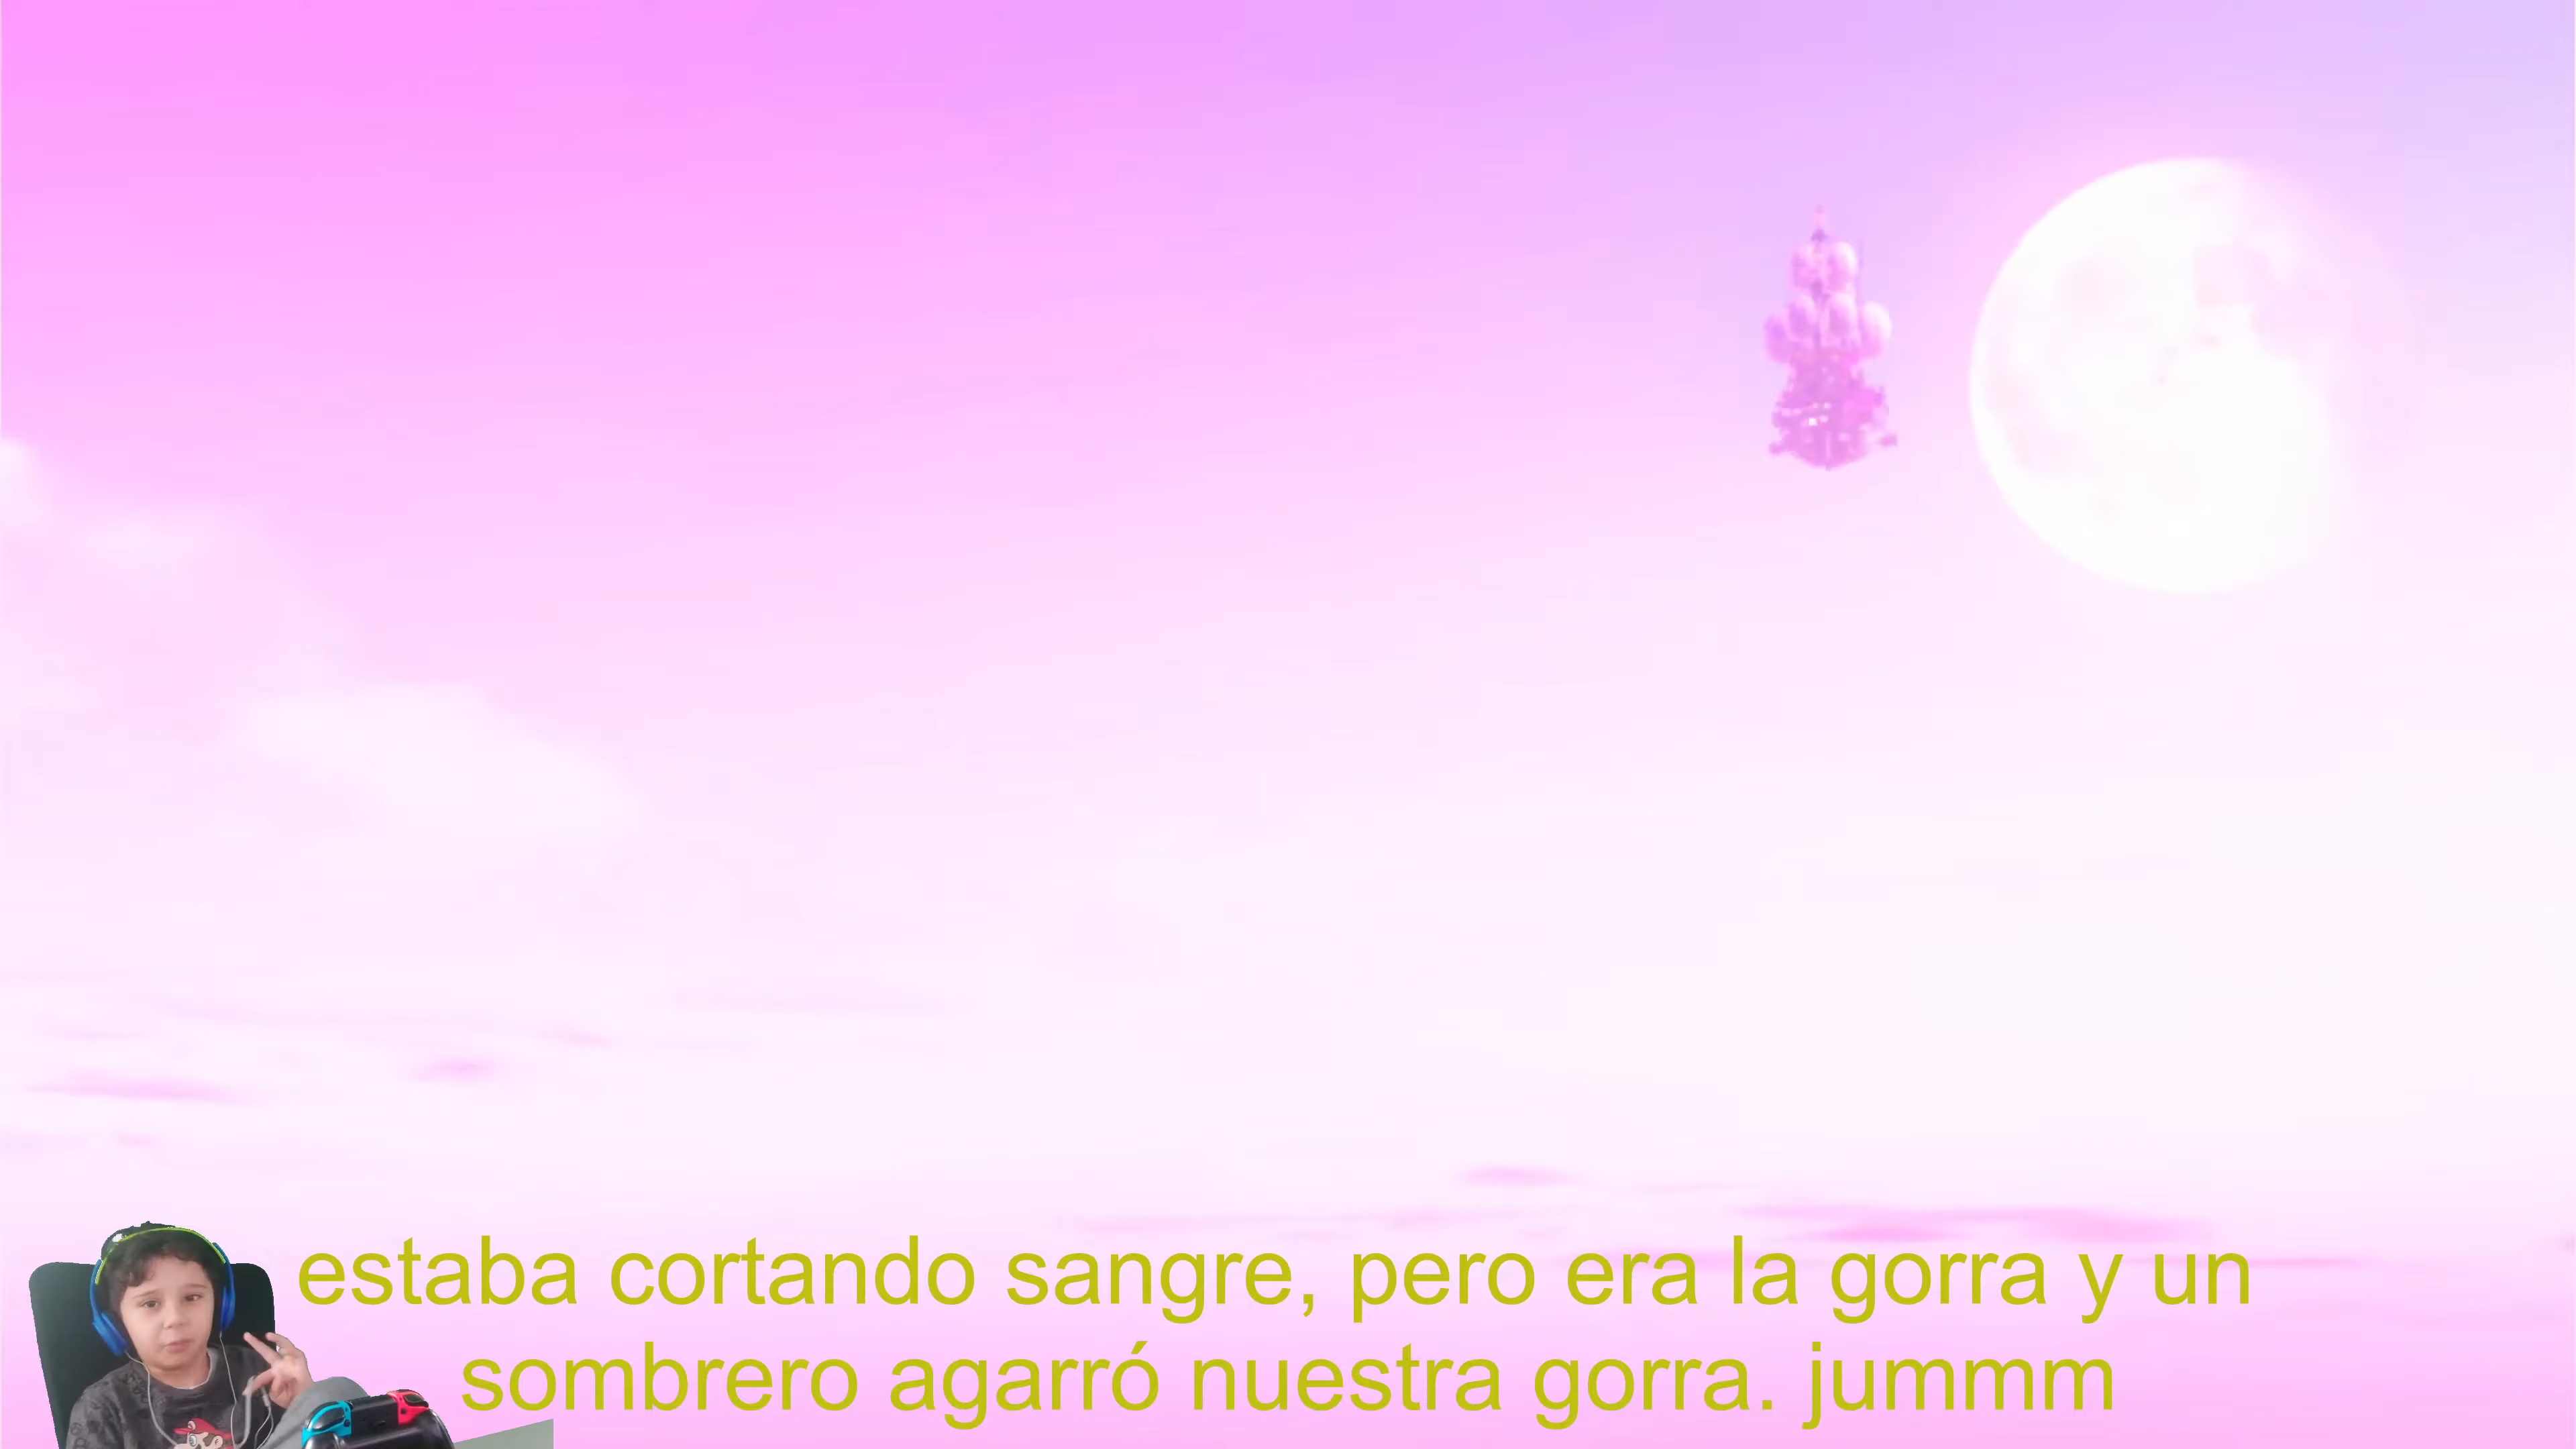 estaba cortando sangre, pero era la gorra y un
sombrero agarró nuestra gorra. jummm